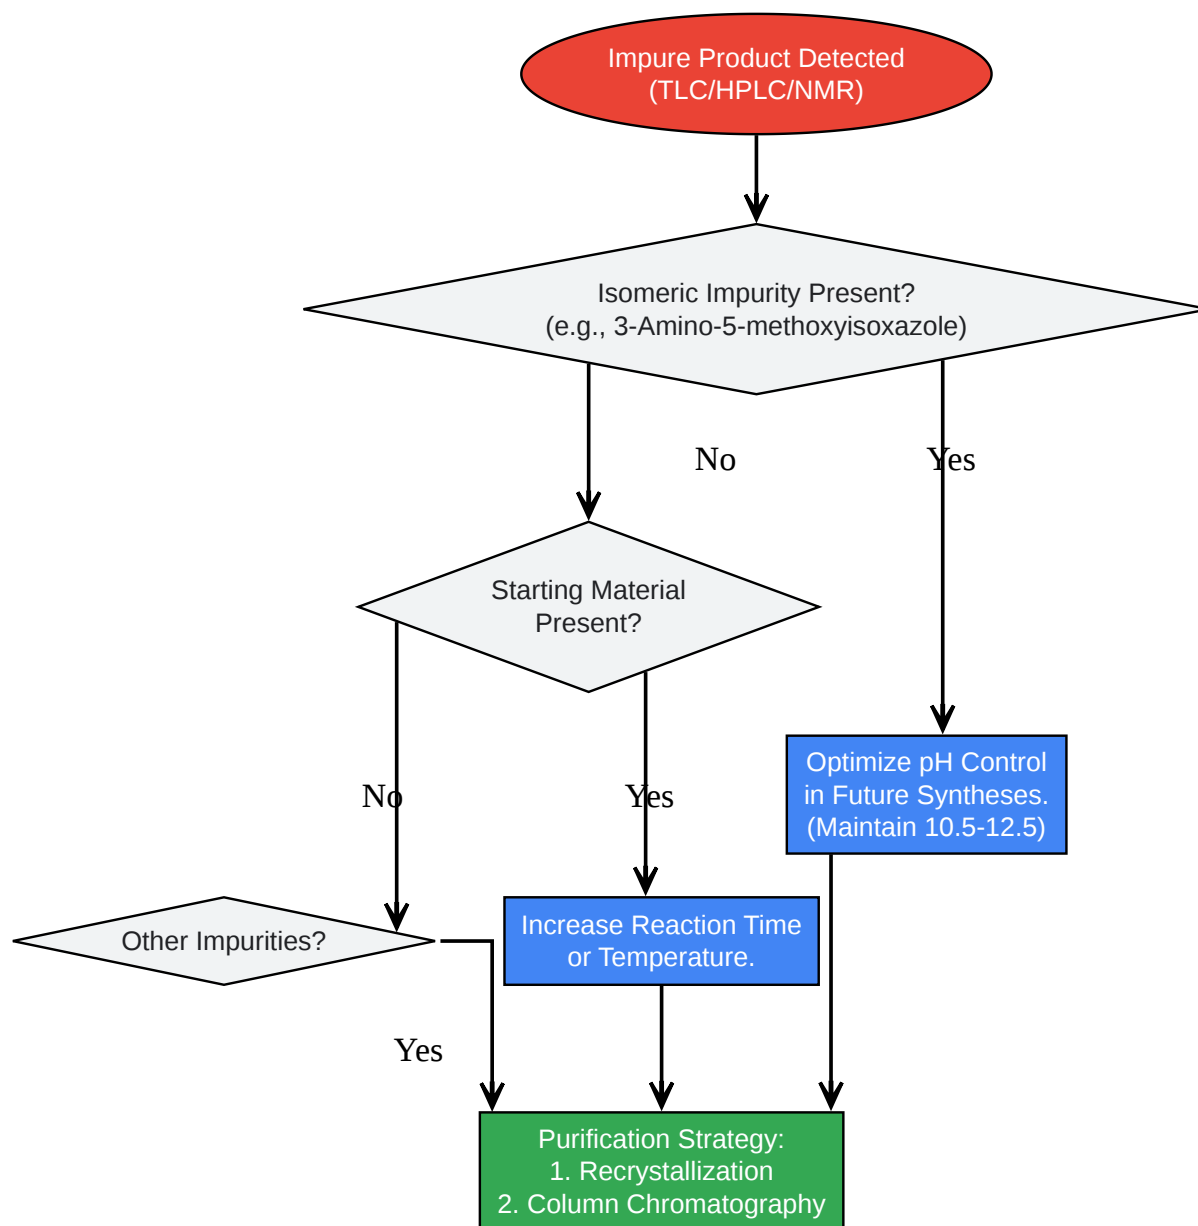 Impure Product Detected
(TLC/HPLC/NMR)
Isomeric Impurity Present?
(e.g., 3-Amino-5-methoxyisoxazole)
No
Yes
Starting Material
Present?
Optimize pH Control
in Future Syntheses.
(Maintain 10.5-12.5)
No
Yes
Other Impurities?
Increase Reaction Time
or Temperature.
Yes
Purification Strategy:
1. Recrystallization
2. Column Chromatography